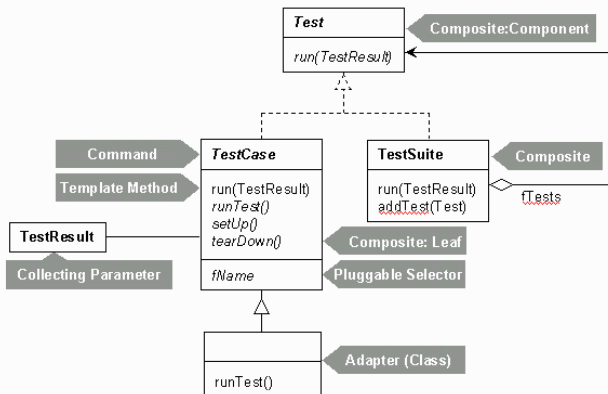 Test
Composite:Component
run(TestResult)
Command
TestCase
TestSuite
Composite
Template Method
run(TestResult)
runTest()
setUp()
tearDown()
run(TestResult)
addTest(Test)
fTests
TestResult
Composite: Leaf
Collecting Parameter
fName
Pluggable Selector
Adapter (Class)
runTest()